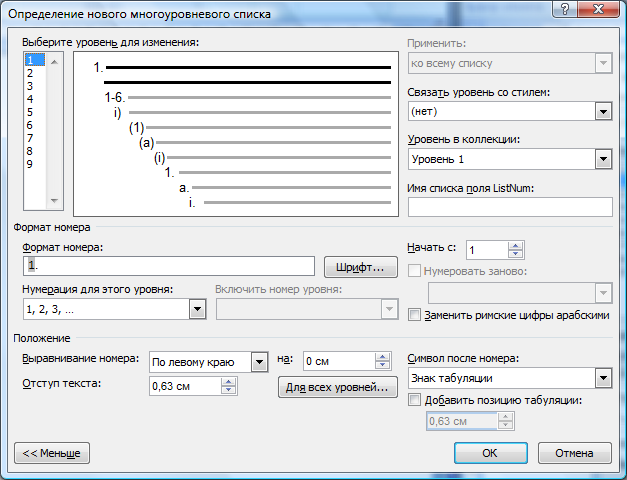 Определение нового многоуровневого списка
Выберите уровень для изменения:
1
2
3
4
5
6
7
8
9
1.
1-6.
i)
(1)
(a)
(i)
1.
a.
i.
Применить:
ко всему списку
Связать уровень со стилем:
(нет)
Уровень в коллекции:
Уровень 1
Имя списка поля ListNum:
Формат номера
Формат номера:
1.
Шрифт...
Начать с:
1
Нумеровать заново:
Нумерация для этого уровня:
1, 2, 3, ...
Включить номер уровня:
Заменить римские цифры арабскими
Положение
Выравнивание номера:
По левому краю
на:
0 см
Символ после номера:
Знак табуляции
Отступ текста:
0,63 см
Для всех уровней...
Добавить позицию табуляции:
0,63 см
<< Меньше
ОК
Отмена